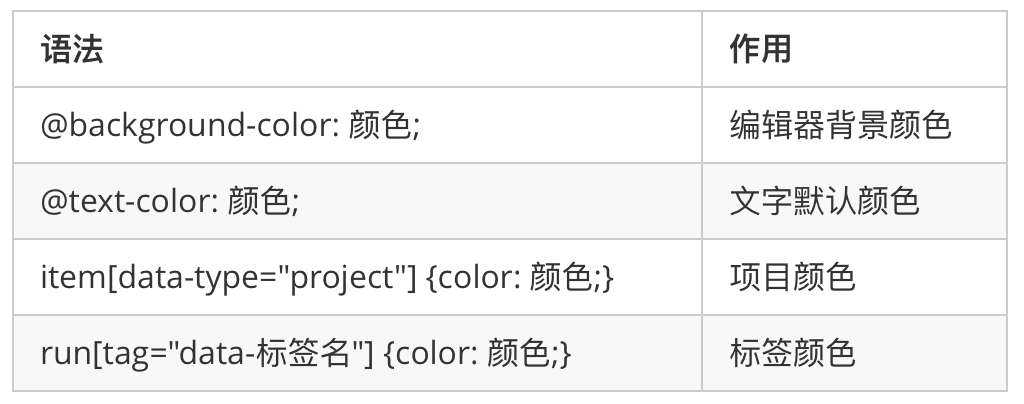 语法 作用
@background-color: 颜色; 编辑器背景颜色
@text-color: 颜色; 文字默认颜色
item[data-type="project"] {color: 颜色;} 项目颜色
run[tag="data-标签名"] {color: 颜色;} 标签颜色